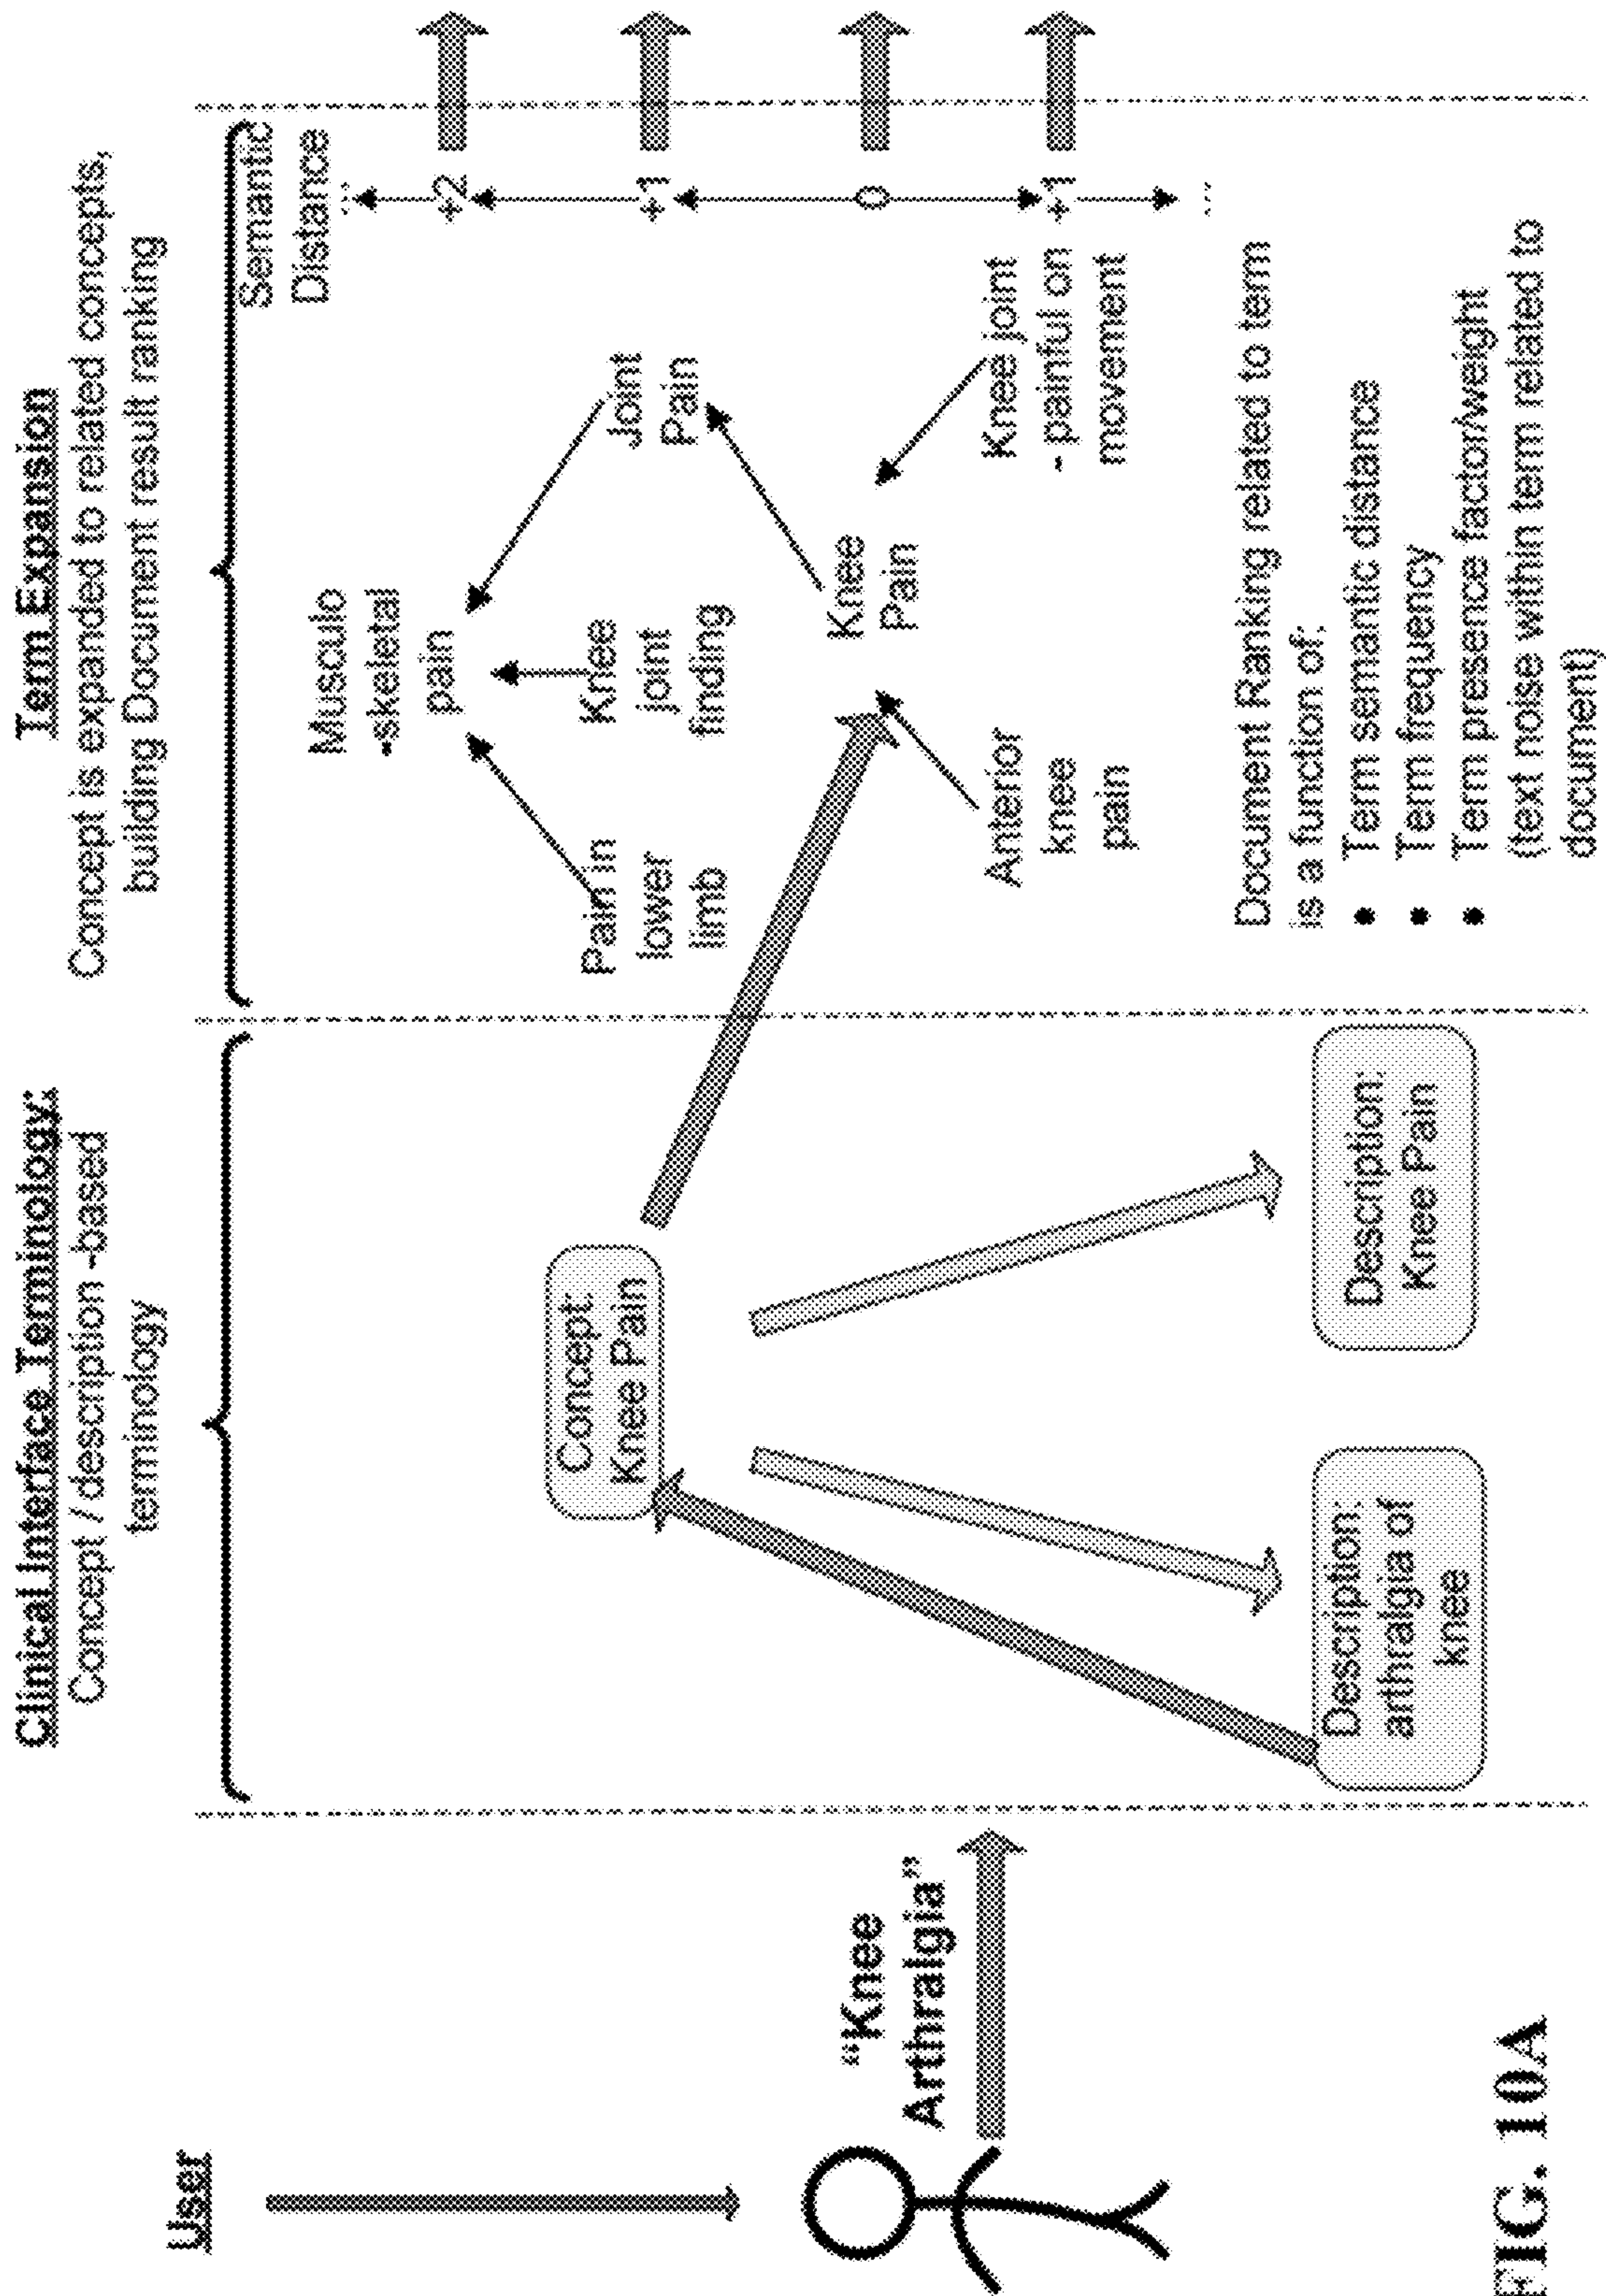 User
“Knee
Arthralgia”
Clinical Interface Terminology:
Concept / description -based
terminology
Concept:
Knee Pain
Description:
arthralgia of
knee
Description:
Knee Pain
Term Expansion
Concept is expanded to related concepts,
building Document result ranking
Semantic
Distance
...
+2
+1
0
+1
...
Musculo
-skeletal
pain
Pain in
lower
limb
Knee
joint
finding
Joint
Pain
Knee
Pain
Anterior
knee
pain
Knee joint
- painful on
movement
Document Ranking related to term
is a function of:
• Term semantic distance
• Term frequency
• Term presence factor/weight
(text noise within term related to
document)
FIG. 10A